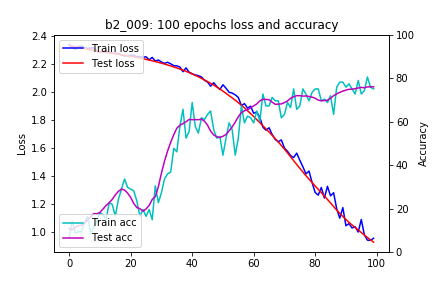 b2_009: 100 epochs loss and accuracy
2.4
2.2
2.0
1.8
1.6
1.4
1.2
1.0
Loss
Train loss
Test loss
Train acc
Test acc
100
80
60
40
20
0
Accuracy
0
20
40
60
80
100